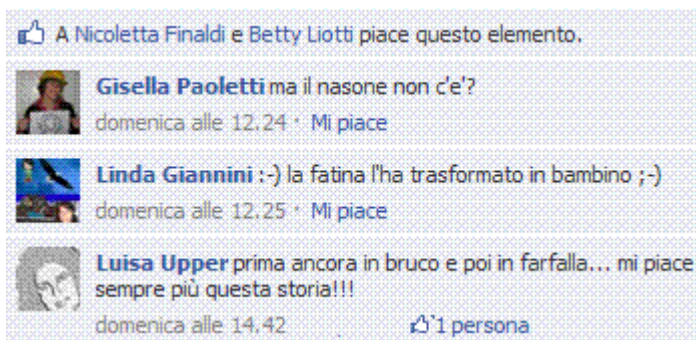 A Nicoletta Finaldi e Betty Liotti piace questo elemento.
Gisella Paoletti ma il nasone non c'e'?
domenica alle 12.24 · Mi piace
Linda Giannini :-) la fatina l'ha trasformato in bambino ;-)
domenica alle 12.25 · Mi piace
Luisa Upper prima ancora in bruco e poi in farfalla... mi piace
sempre più questa storia!!!
domenica alle 14.42 1 persona